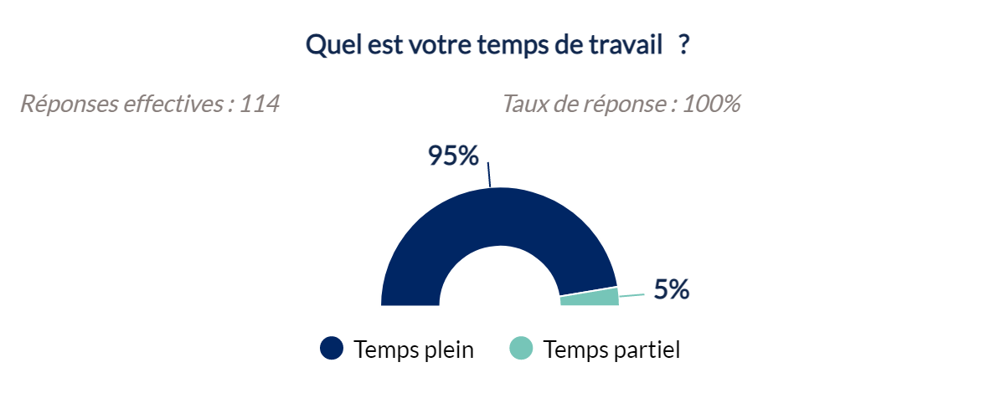 Quel est votre temps de travail ?
Réponses effectives : 114
Taux de réponse : 100%
95%
5%
Temps plein
Temps partiel